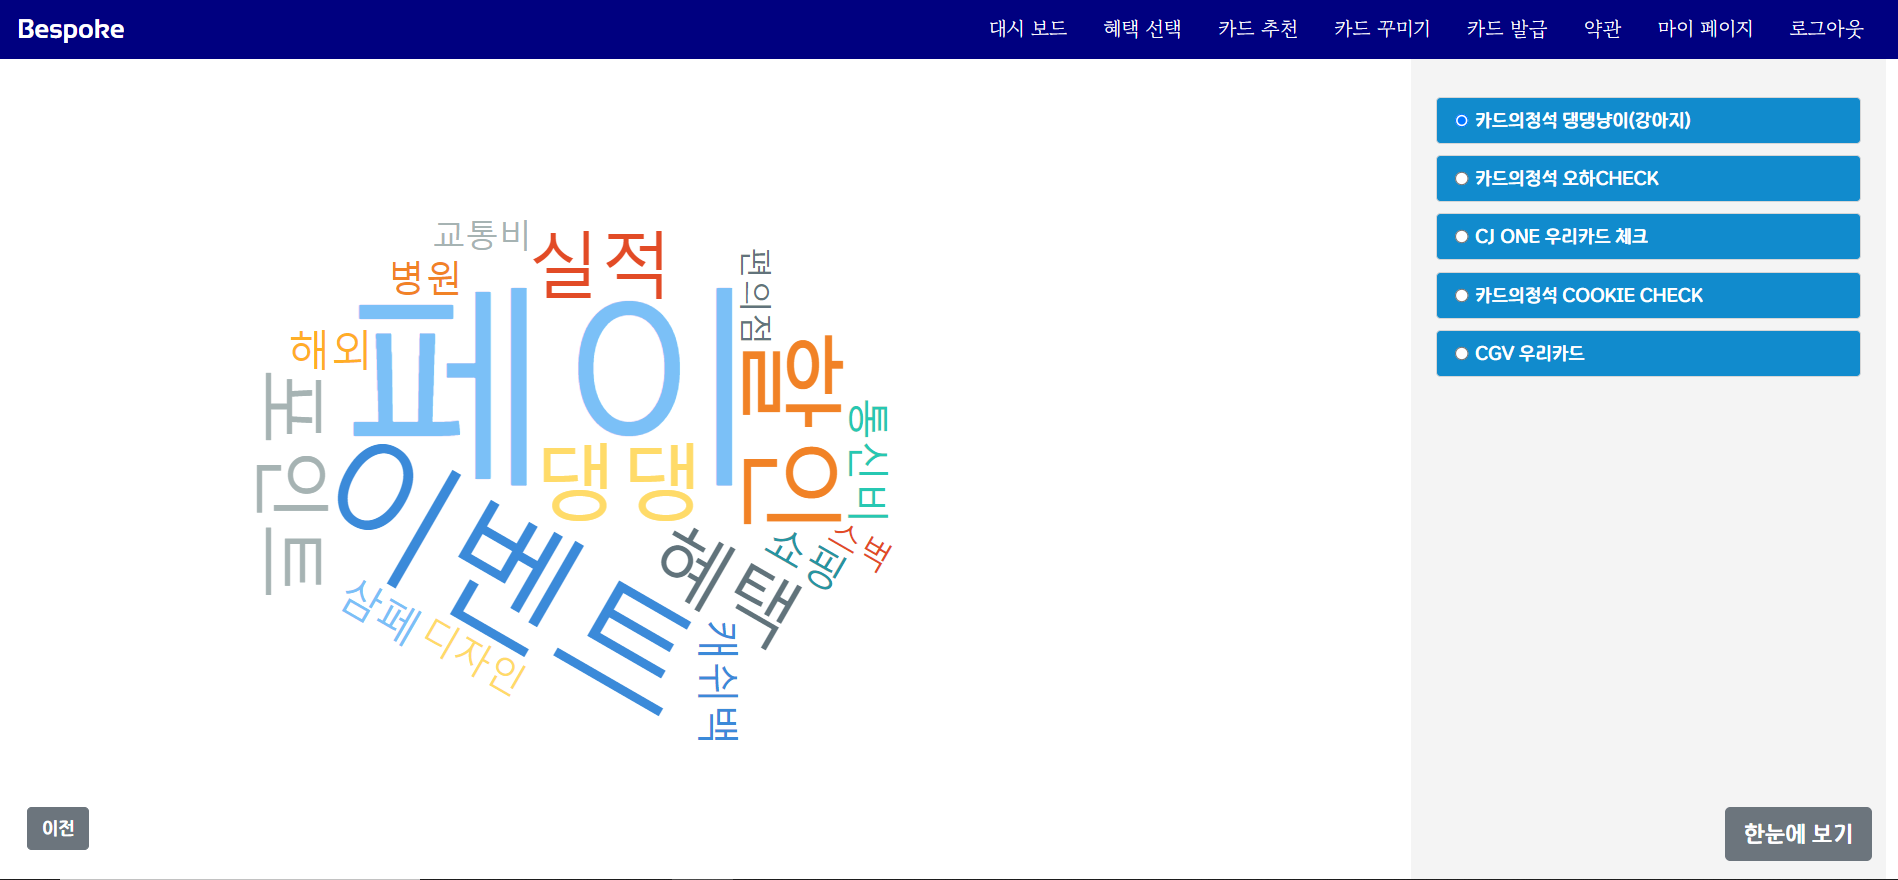 Bespoke
대시 보드
혜택 선택
카드 추천
카드 꾸미기
카드 발급
약관
마이 페이지
로그아웃
교통비
실적
병원
편의점
페이
해외
할인
포인트
통신비
댕댕
이벤트
스벅
쇼핑
혜택
삼페
디자인
캐쉬백
카드의정석 댕댕냥이(강아지)
카드의정석 오하CHECK
CJ ONE 우리카드 체크
카드의정석 COOKIE CHECK
CGV 우리카드
이전
한눈에 보기